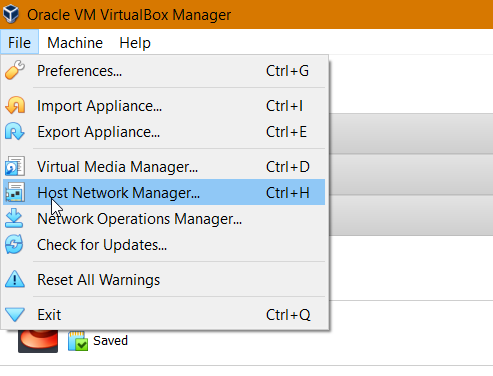 Oracle VM VirtualBox Manager
File Machine Help
Preferences... Ctrl+G
Import Appliance... Ctrl+I
Export Appliance... Ctrl+E
Virtual Media Manager... Ctrl+D
Host Network Manager... Ctrl+H
Network Operations Manager...
Check for Updates...
Reset All Warnings
Exit Ctrl+Q
Saved